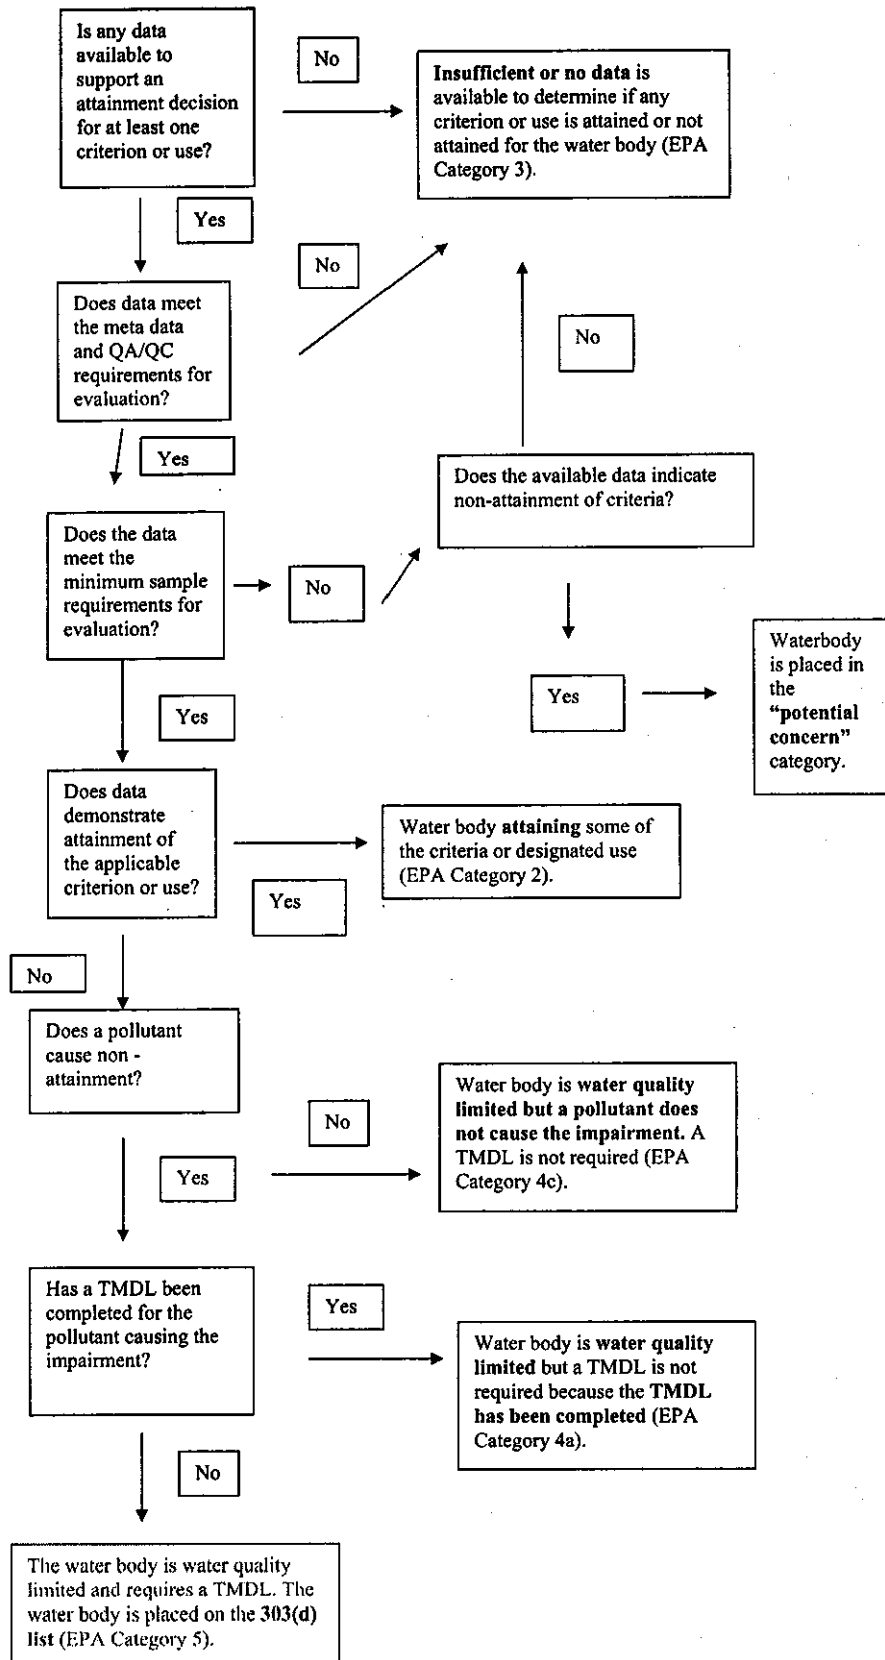 Is any data
available to
support an
attainment decision
for at least one
criterion or use?
No
Insufficient or no data is
available to determine if any
criterion or use is attained or not
attained for the water body (EPA
Category 3).
Yes
No
Does data meet
the meta data
and QA/QC
requirements for
evaluation?
No
Yes
Does the available data indicate
non-attainment of criteria?
Does the data
meet the
minimum sample
requirements for
evaluation?
No
Waterbody
is placed in
the
“potential
concern”
category.
Yes
Yes
Does data
demonstrate
attainment of
the applicable
criterion or use?
Water body attaining some of
the criteria or designated use
(EPA Category 2).
Yes
No
Does a pollutant
cause non -
attainment?
No
Water body is water quality
limited but a pollutant does
not cause the impairment. A
TMDL is not required (EPA
Category 4c).
Yes
Has a TMDL been
completed for the
pollutant causing the
impairment?
Yes
Water body is water quality
limited but a TMDL is not
required because the TMDL
has been completed (EPA
Category 4a).
No
The water body is water quality
limited and requires a TMDL. The
water body is placed on the 303(d)
list (EPA Category 5).